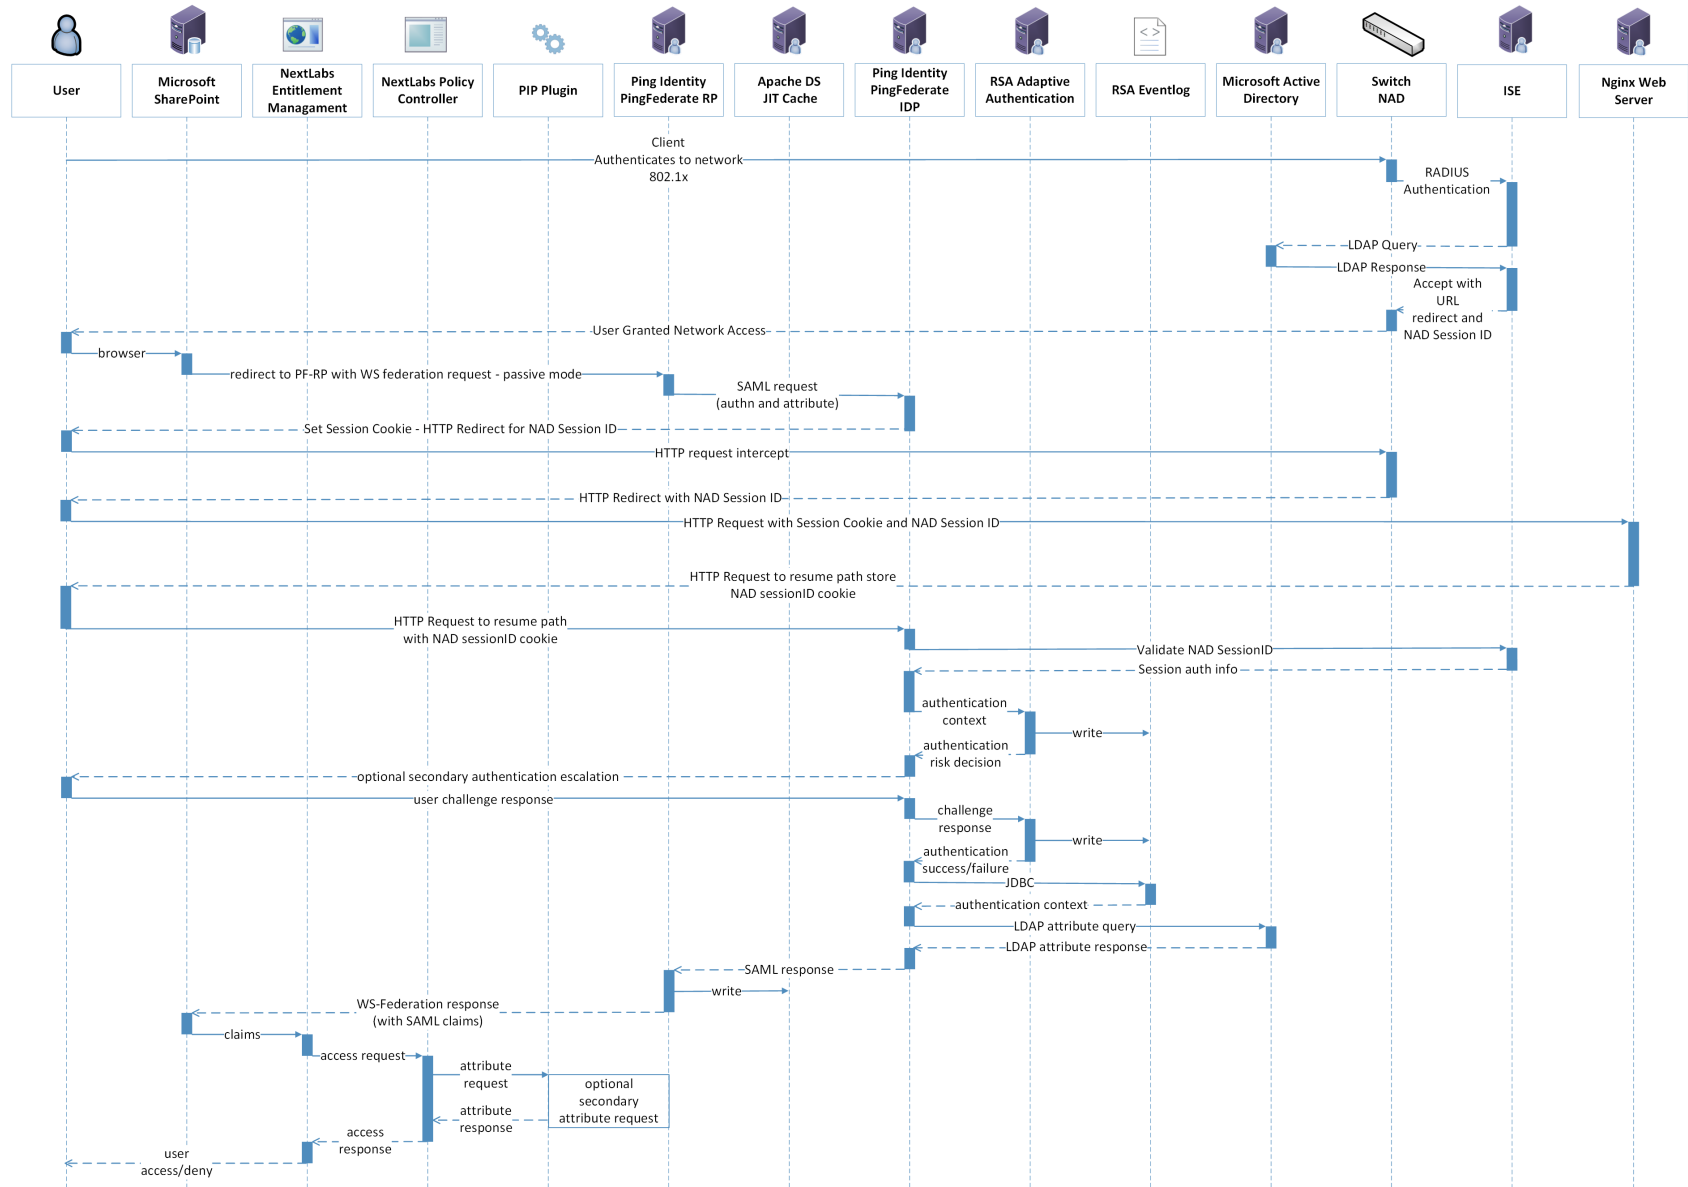 User
Microsoft
SharePoint
NextLabs
Entitlement
Managament
NextLabs Policy
Controller
PIP Plugin
Ping Identity
PingFederate RP
Apache DS
JIT Cache
Ping Identity
PingFederate
IDP
RSA Adaptive
Authentication
< >
RSA Eventlog
Microsoft Active
Directory
Switch
NAD
ISE
Nginx Web
Server
Client
Authenticates to network
802.1x
RADIUS
Authentication
LDAP Query
LDAP Response
Accept with
URL
redirect and
NAD Session ID
User Granted Network Access
browser
redirect to PF-RP with WS federation request - passive mode
SAML request
(authn and attribute)
Set Session Cookie - HTTP Redirect for NAD Session ID
HTTP request intercept
HTTP Redirect with NAD Session ID
HTTP Request with Session Cookie and NAD Session ID
HTTP Request to resume path store
NAD sessionID cookie
HTTP Request to resume path
with NAD sessionID cookie
Validate NAD SessionID
Session auth info
authentication
context
write
authentication
risk decision
optional secondary authentication escalation
user challenge response
challenge
response
write
authentication
success/failure
JDBC
authentication context
LDAP attribute query
LDAP attribute response
SAML response
write
WS-Federation response
(with SAML claims)
claims
access request
attribute
request
optional
secondary
attribute request
attribute
response
access
response
user
access/deny